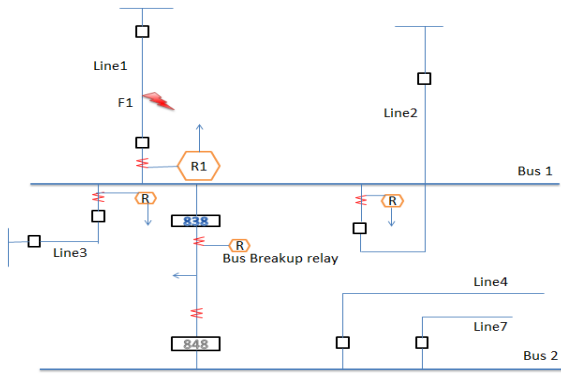 Line1
F1
Line2
R1
Bus 1
R
R
838
R
Line3
Bus Breakup relay
Line4
Line7
848
Bus 2